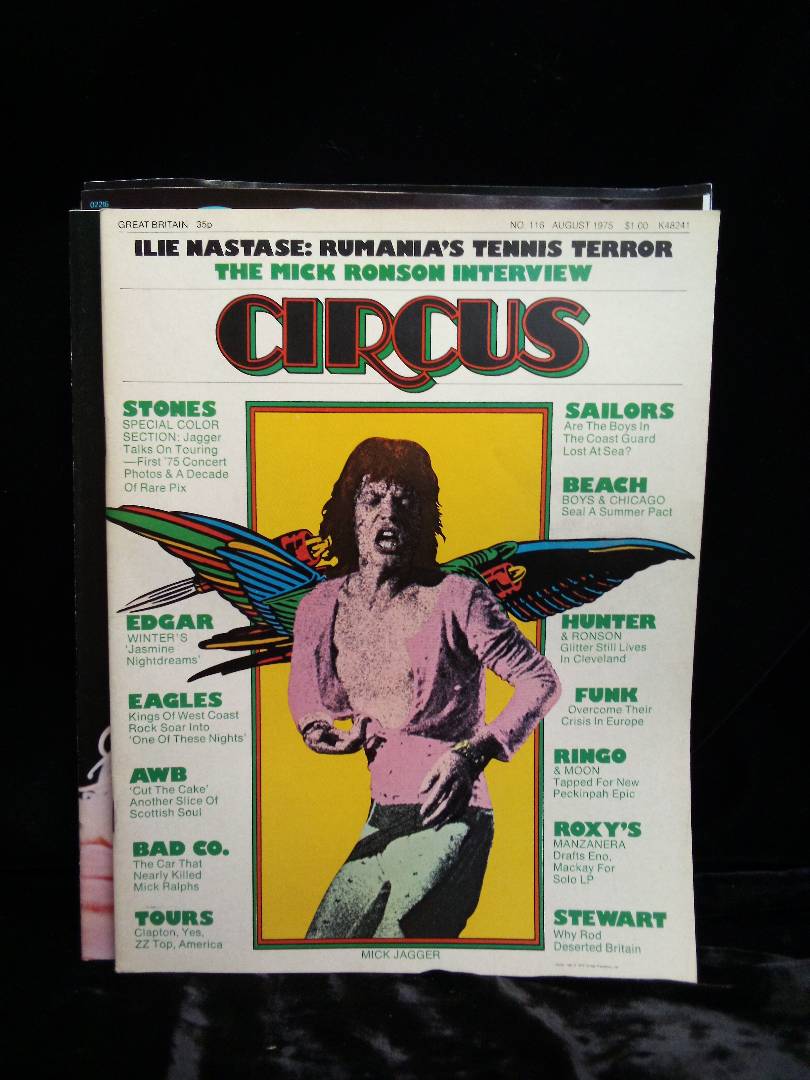 02216
GREAT BRITAIN 35p
NO. 116 AUGUST 1975 $1.00 K48241
ILIE NASTASE: RUMANIA'S TENNIS TERROR
THE MICK RONSON INTERVIEW
CIRCUS
STONES
SPECIAL COLOR
SECTION: Jagger
Talks On Touring
—First '75 Concert
Photos & A Decade
Of Rare Pix
EDGAR
WINTER'S
'Jasmine
Nightdreams'
EAGLES
Kings Of West Coast
Rock Soar Into
'One Of These Nights'
AWB
'Cut The Cake'
Another Slice Of
Scottish Soul
BAD CO.
The Car That
Nearly Killed
Mick Ralphs
TOURS
Clapton, Yes,
ZZ Top, America
SAILORS
Are The Boys In
The Coast Guard
Lost At Sea?
BEACH
BOYS & CHICAGO
Seal A Summer Pact
HUNTER
& RONSON
Glitter Still Lives
In Cleveland
FUNK
Overcome Their
Crisis In Europe
RINGO
& MOON
Tapped For New
Peckinpah Epic
ROXY'S
MANZANERA
Drafts Eno,
Mackay For
Solo LP
STEWART
Why Rod
Deserted Britain
MICK JAGGER